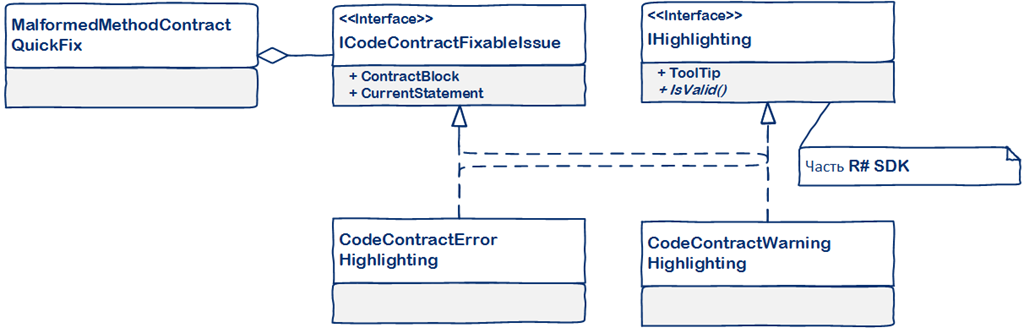 MalformedMethodContract
QuickFix
<<Interface>>
ICodeContractFixableIssue
+ ContractBlock
+ CurrentStatement
<<Interface>>
IHighlighting
+ ToolTip
+ IsValid()
Часть R# SDK
CodeContractError
Highlighting
CodeContractWarning
Highlighting